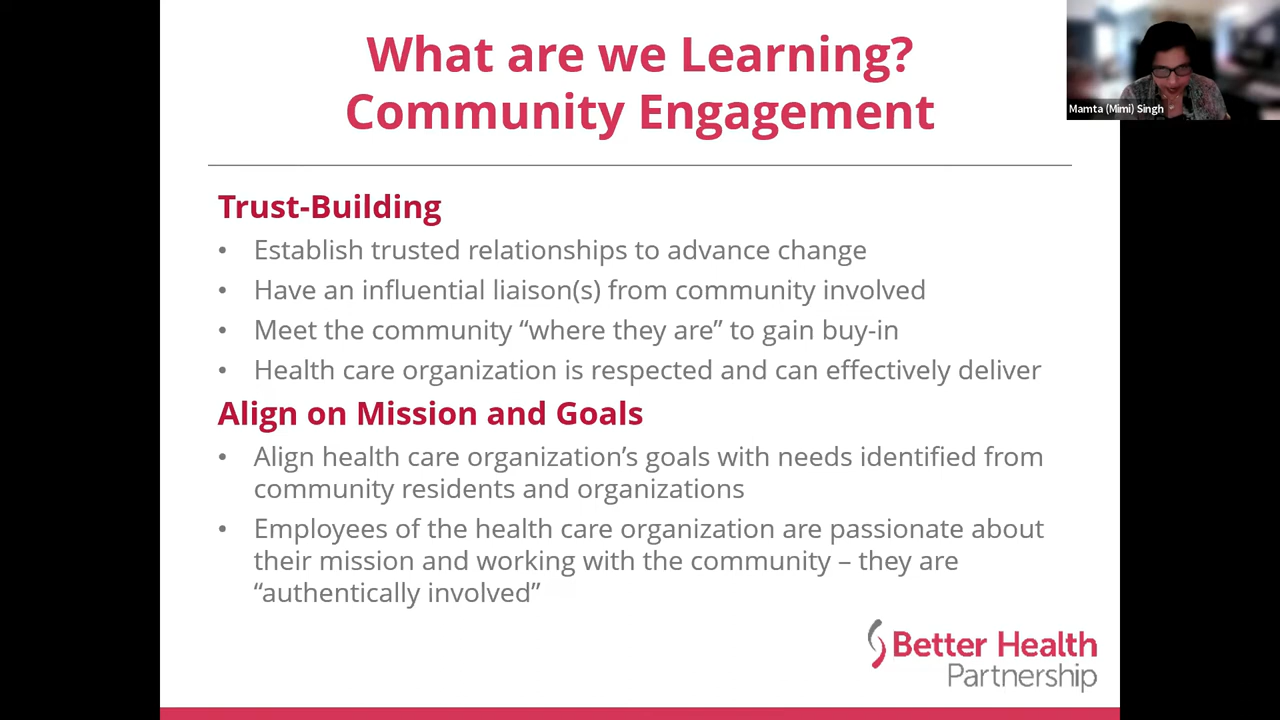 What are we Learning?
Community Engagement
Mamta (Mimi) Singh
Trust-Building
• Establish trusted relationships to advance change
• Have an influential liaison(s) from community involved
• Meet the community “where they are” to gain buy-in
• Health care organization is respected and can effectively deliver
Align on Mission and Goals
• Align health care organization’s goals with needs identified from
community residents and organizations
• Employees of the health care organization are passionate about
their mission and working with the community – they are
“authentically involved”
Better Health
Partnership